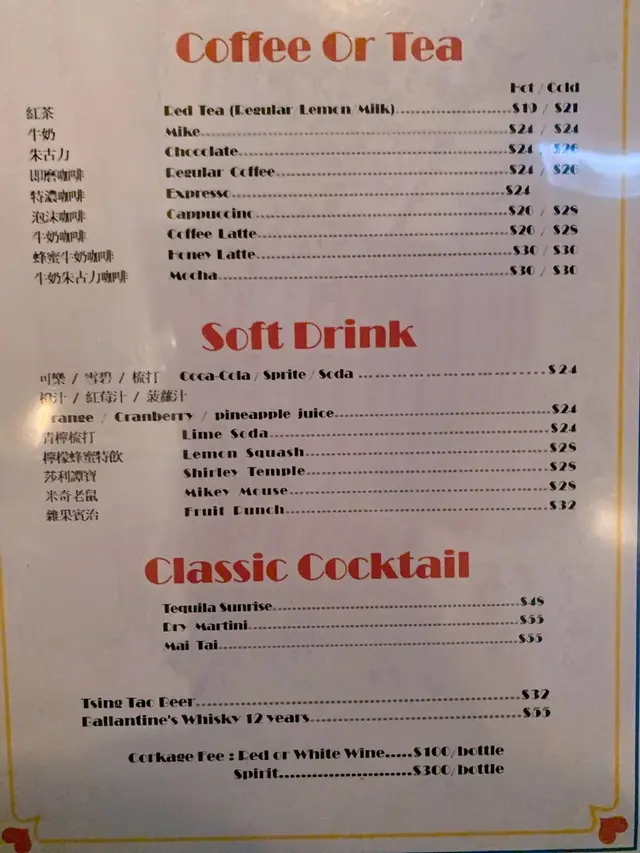 Coffee Or Tea
Hot / Cold
紅茶 Red Tea (Regular Lemon/Milk) $19 / $21
牛奶 Mike $24 / $24
朱古力 Chocolate $24 / $26
即磨咖啡 Regular Coffee $24 / $26
特濃咖啡 Expresso $24
泡沫咖啡 Cappuccino $26 / $28
牛奶咖啡 Coffee Latte $26 / $28
蜂蜜牛奶咖啡 Honey Latte $30 / $30
牛奶朱古力咖啡 Mocha $30 / $30
Soft Drink
可樂 / 雪碧 / 梳打 Coca-Cola / Sprite / Soda $24
橙汁 / 紅莓汁 / 菠蘿汁
Orange / Cranberry / pineapple juice $24
青檸梳打 Lime Soda $24
檸檬蜂蜜特飲 Lemon Squash $28
莎利譚寶 Shirley Temple $28
米奇老鼠 Mikey Mouse $28
雜果賓治 Fruit Punch $32
Classic Cocktail
Tequila Sunrise $48
Dry Martini $55
Mai Tai $55
Tsing Tao Beer $32
Ballantine's Whisky 12 years $55
Corkage Fee : Red or White Wine.....$100/bottle
Spirit $300/bottle